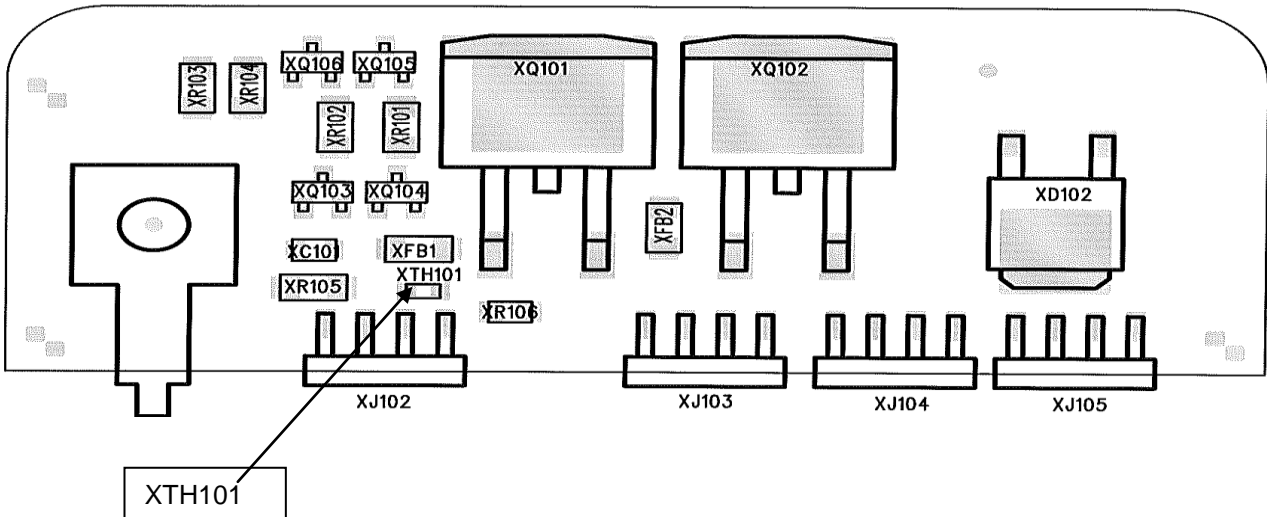 XQ106
XQ105
XQ101
XQ102
XR103
XR104
XR102
XR101
XQ103
XQ104
XD102
XFB2
XC101
XFB1
XTH101
XR105
XR106
XJ102
XJ103
XJ104
XJ105
XTH101